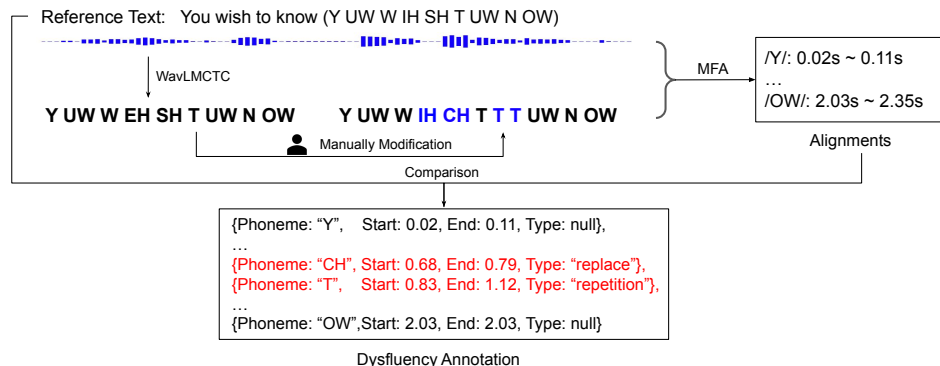 Reference Text: You wish to know (Y UW W IH SH T UW N OW)
WavLMCTC
MFA
/Y/: 0.02s ~ 0.11s
...
/OW/: 2.03s ~ 2.35s
Y UW W EH SH T UW N OW
Y UW W IH CH T T T UW N OW
Manually Modification
Alignments
Comparison
{Phoneme: “Y”, Start: 0.02, End: 0.11, Type: null},
...
{Phoneme: “CH”, Start: 0.68, End: 0.79, Type: “replace”},
{Phoneme: “T”, Start: 0.83, End: 1.12, Type: “repetition”},
...
{Phoneme: “OW”,Start: 2.03, End: 2.03, Type: null}
Dysfluency Annotation